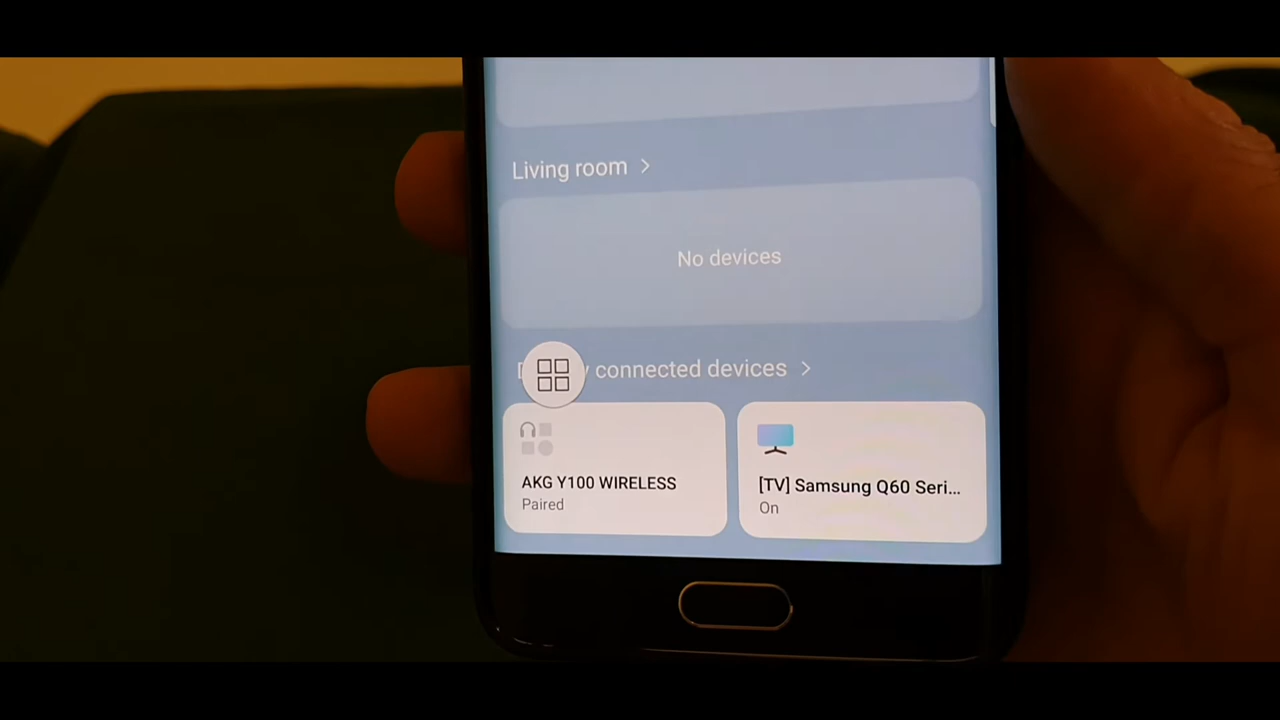 Living room >
No devices
connected devices >
AKG Y100 WIRELESS
Paired
[TV] Samsung Q60 Seri...
On